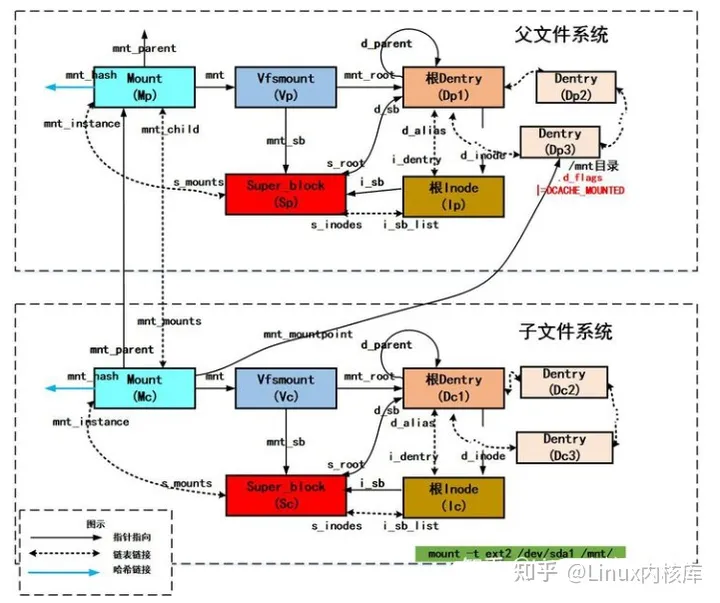 父文件系统
mnt_parent
d_parent
mnt_hash
Mount
(Mp)
mnt
Vfsmount
(Vp)
mnt_root
根Dentry
(Dp1)
Dentry
(Dp2)
mnt_instance
mnt_child
mnt_sb
d_sb
d_alias
Dentry
(Dp3)
d_inode
/mnt目录
.d_flags
|=DCACHE_MOUNTED
s_root
i_dentry
s_mounts
Super_block
(Sp)
i_sb
根Inode
(Ip)
s_inodes
i_sb_list
mnt_mounts
mnt_mountpoint
子文件系统
mnt_parent
d_parent
mnt_hash
Mount
(Mc)
mnt
Vfsmount
(Vc)
mnt_root
根Dentry
(Dc1)
Dentry
(Dc2)
mnt_instance
mnt_sb
d_sb
d_alias
Dentry
(Dc3)
s_root
i_dentry
d_inode
s_mounts
Super_block
(Sc)
i_sb
根Inode
(Ic)
s_inodes
i_sb_list
图示
指针指向
链表链接
哈希链接
mount -t ext2 /dev/sda1 /mnt/
知乎 @Linux内核库